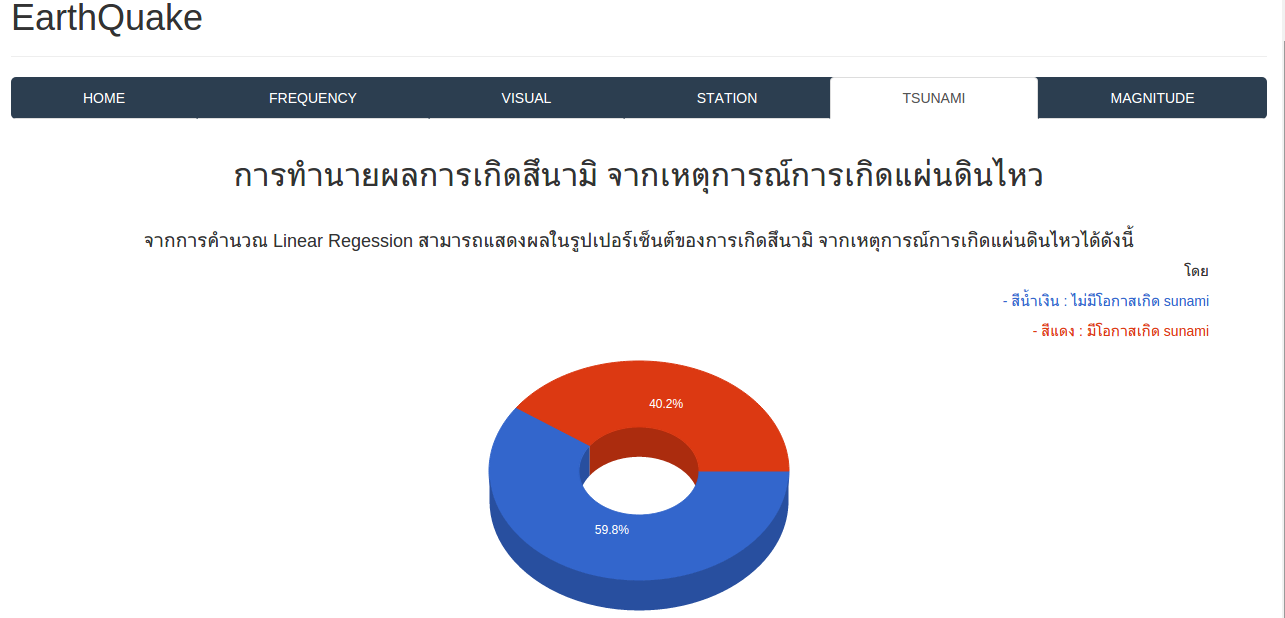 EarthQuake
HOME FREQUENCY VISUAL STATION TSUNAMI MAGNITUDE
การทำนายผลการเกิดสึนามิ จากเหตุการณ์การเกิดแผ่นดินไหว
จากการคำนวณ Linear Regession สามารถแสดงผลในรูปเปอร์เซ็นต์ของการเกิดสึนามิ จากเหตุการณ์การเกิดแผ่นดินไหวได้ดังนี้
โดย
- สีน้ำเงิน : ไม่มีโอกาสเกิด sunami
- สีแดง : มีโอกาสเกิด sunami
40.2%
59.8%